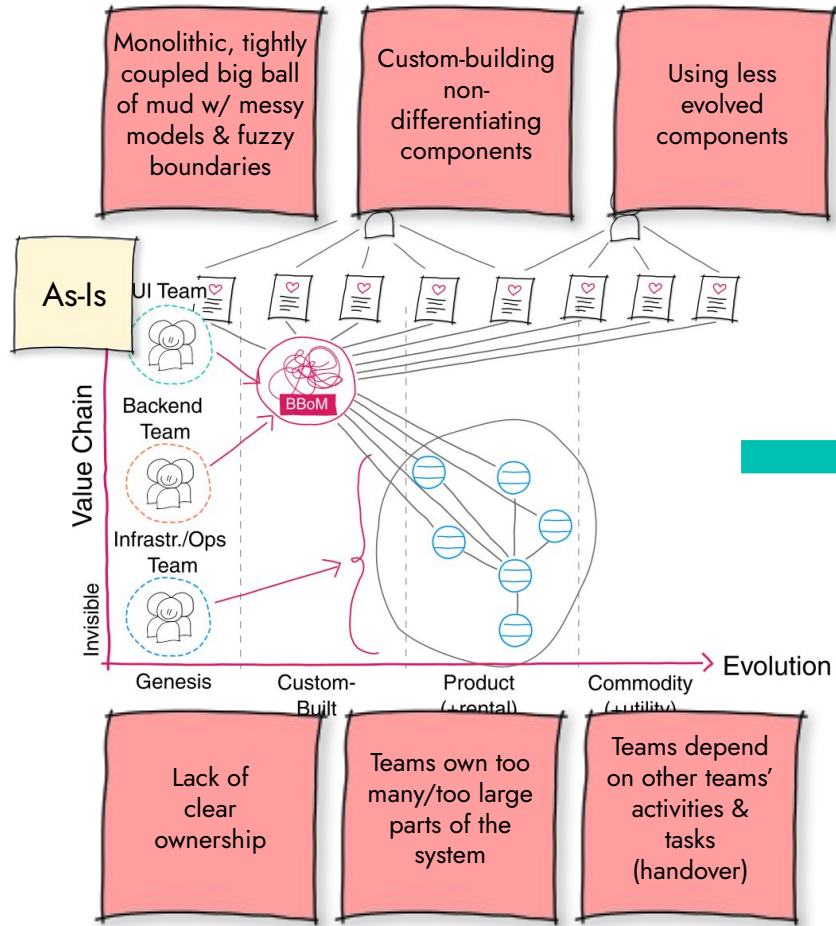 Monolithic, tightly
coupled big ball
of mud w/ messy
models & fuzzy
boundaries
Custom-building
non-
differentiating
components
Using less
evolved
components
As-Is
UI Team
BBoM
Backend
Team
Infrastr./Ops
Team
Value Chain
Invisible
Evolution
Genesis
Custom-
Built
Product
(+rental)
Commodity
(+utility)
Lack of
clear
ownership
Teams own too
many/too large
parts of the
system
Teams depend
on other teams’
activities &
tasks
(handover)